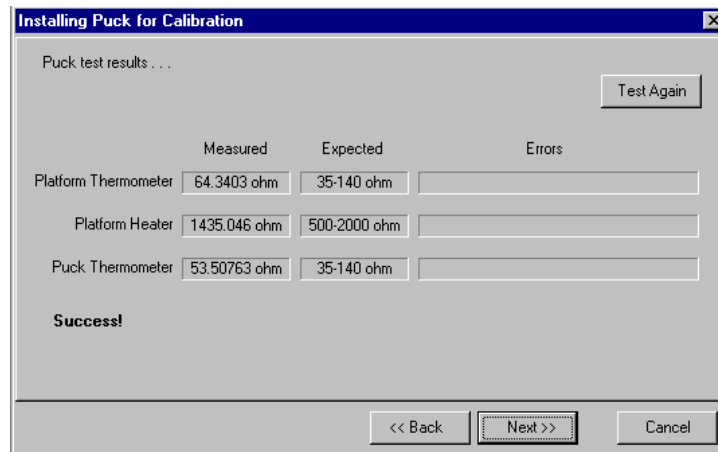 Installing Puck for Calibration
Puck test results . . .
Test Again
Measured Expected Errors
Platform Thermometer 64.3403 ohm 35-140 ohm
Platform Heater 1435.046 ohm 500-2000 ohm
Puck Thermometer 53.50763 ohm 35-140 ohm
Success!
<< Back Next >> Cancel